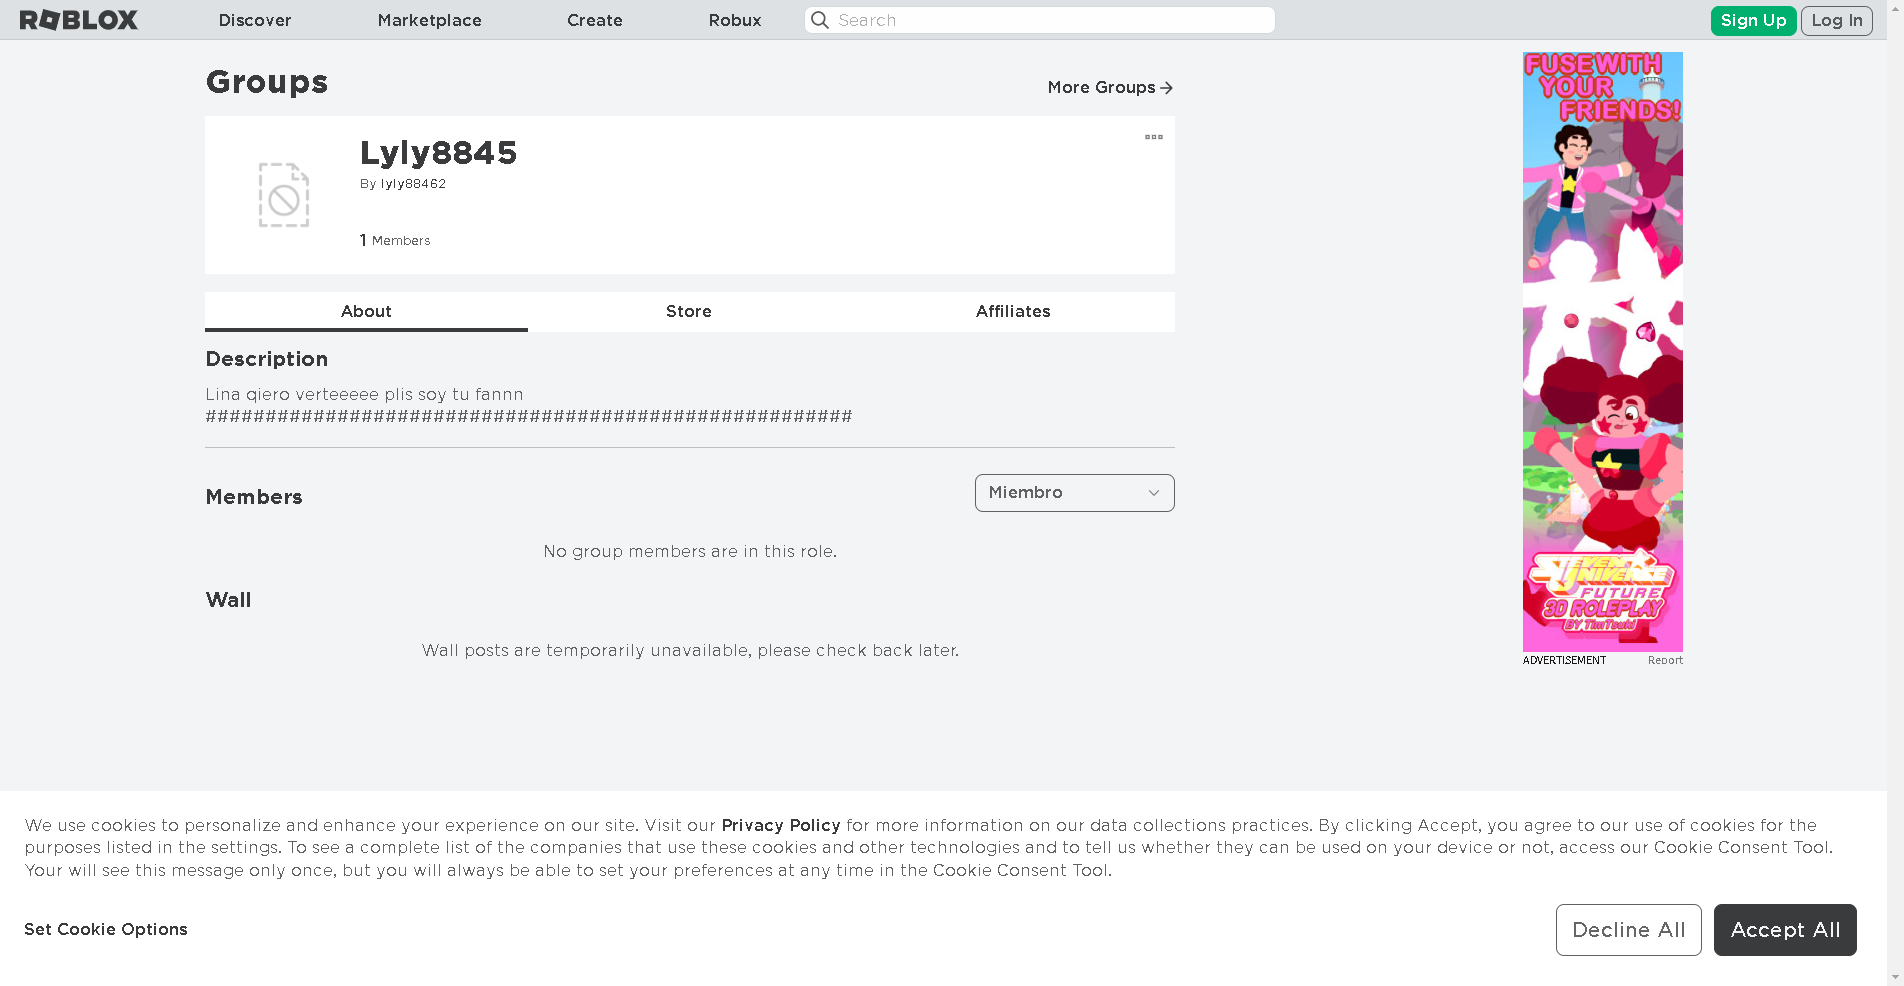 ROBLOX
Discover
Marketplace
Create
Robux
Search
Sign Up
Log In
Groups
More Groups
Lyly8845
By lyly88462
1 Members
About
Store
Affiliates
Description
Lina qiero verteeeee plis soy tu fannn
######################################################
Members
Miembro
No group members are in this role.
Wall
Wall posts are temporarily unavailable, please check back later.
FUSE WITH
YOUR
FRIENDS!
STEVEN
UNIVERSE
FUTURE
3D ROLEPLAY
BY TimTsuki
ADVERTISEMENT
Report
We use cookies to personalize and enhance your experience on our site. Visit our Privacy Policy for more information on our data collections practices. By clicking Accept, you agree to our use of cookies for the
purposes listed in the settings. To see a complete list of the companies that use these cookies and other technologies and to tell us whether they can be used on your device or not, access our Cookie Consent Tool.
Your will see this message only once, but you will always be able to set your preferences at any time in the Cookie Consent Tool.
Set Cookie Options
Decline All
Accept All